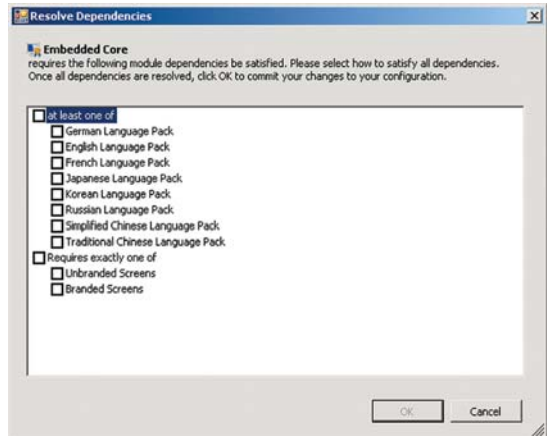 Resolve Dependencies
Embedded Core
requires the following module dependencies be satisfied. Please select how to satisfy all dependencies.
Once all dependencies are resolved, click OK to commit your changes to your configuration.
at least one of
German Language Pack
English Language Pack
French Language Pack
Japanese Language Pack
Korean Language Pack
Russian Language Pack
Simplified Chinese Language Pack
Traditional Chinese Language Pack
Requires exactly one of
Unbranded Screens
Branded Screens
OK
Cancel